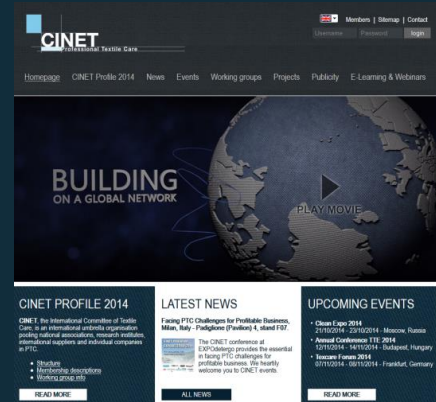 Members | Sitemap | Contact
CINET
Professional Textile Care
Username Password login
Homepage CINET Profile 2014 News Events Working groups Projects Publicity E-Learning & Webinars
BUILDING
ON A GLOBAL NETWORK
PLAY MOVIE
CINET PROFILE 2014
CINET, the International Committee of Textile
Care, is an international umbrella organisation
pooling national associations, research institutes,
international suppliers and individual companies
in PTC.
• Structure
• Membership descriptions
• Working group info
READ MORE
LATEST NEWS
Facing PTC Challenges for Profitable Business,
Milan, Italy - Padiglione (Pavilion) 4, stand F07.
The CINET conference at
EXPOdetergo provides the essential
in facing PTC challenges for
profitable business. We heartily
welcome you to CINET events.
ALL NEWS
UPCOMING EVENTS
• Clean Expo 2014
21/10/2014 - 23/10/2014 - Moscow, Russia
• Annual Conference TTE 2014
12/11/2014 - 14/11/2014 - Budapest, Hungary
• Texcare Forum 2014
07/11/2014 - 08/11/2014 - Frankfurt, Germany
READ MORE